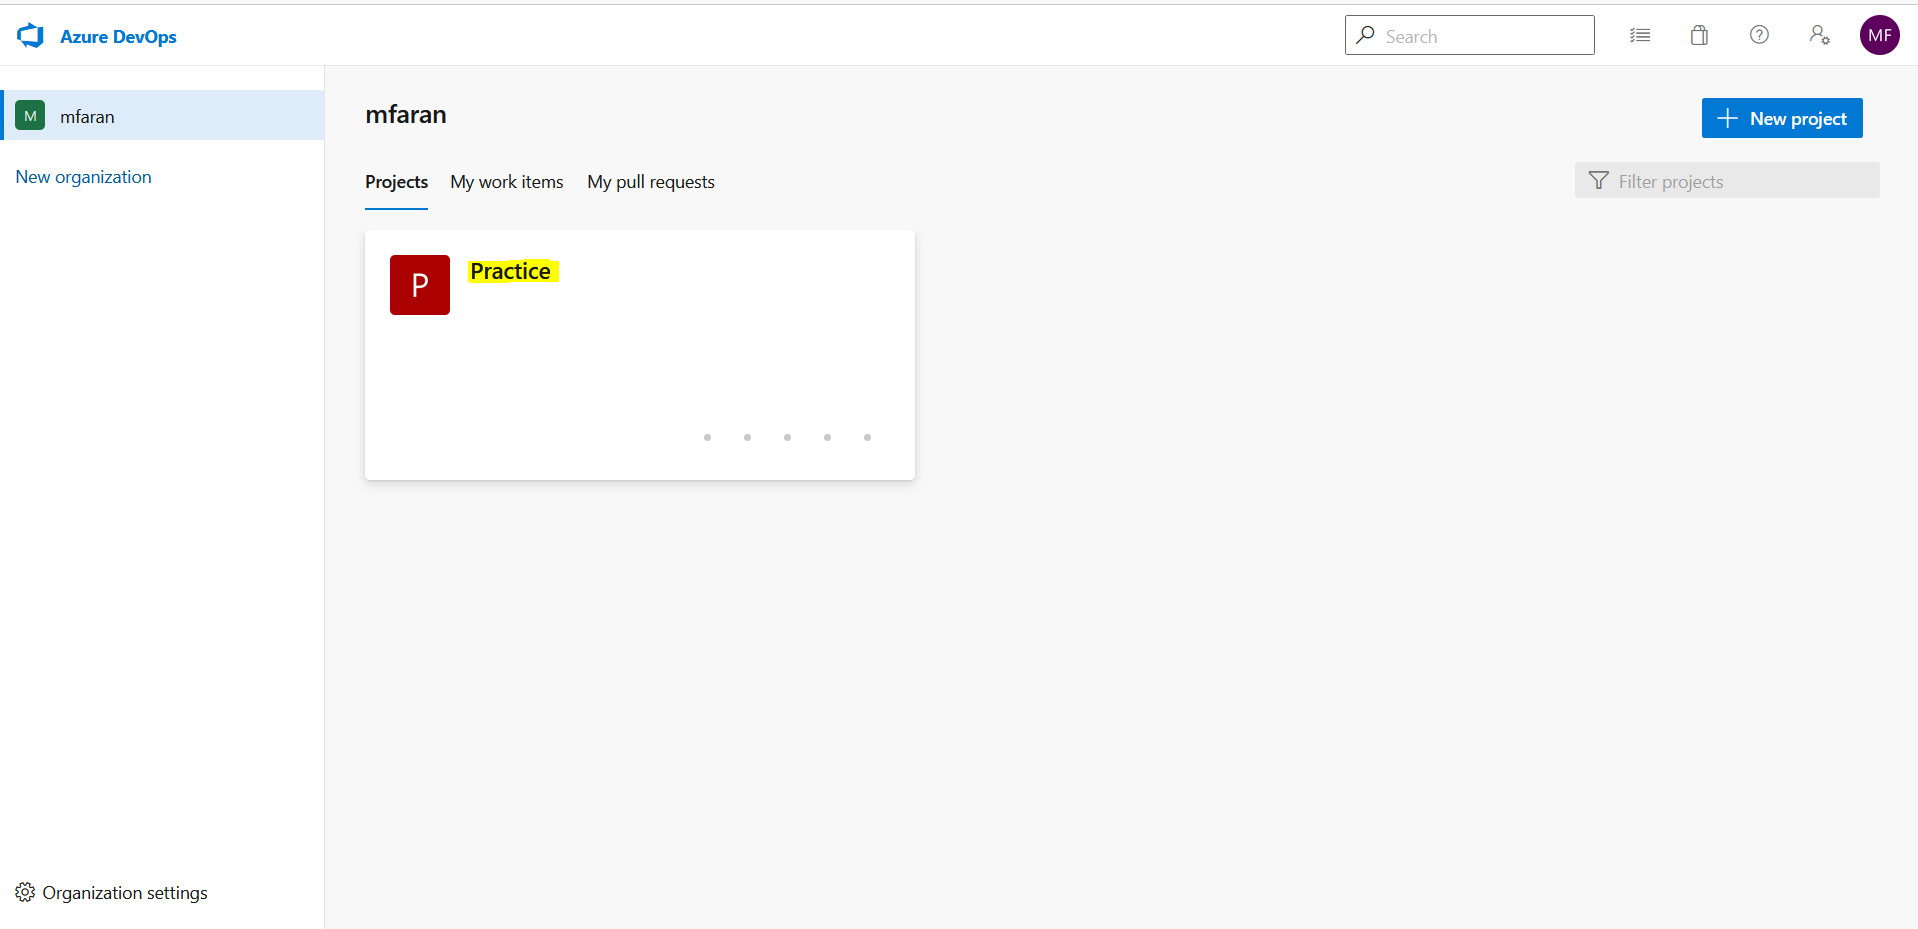 Azure DevOps
Search
MF
M
mfaran
New organization
mfaran
New project
Projects
My work items
My pull requests
Filter projects
P
Practice
Organization settings